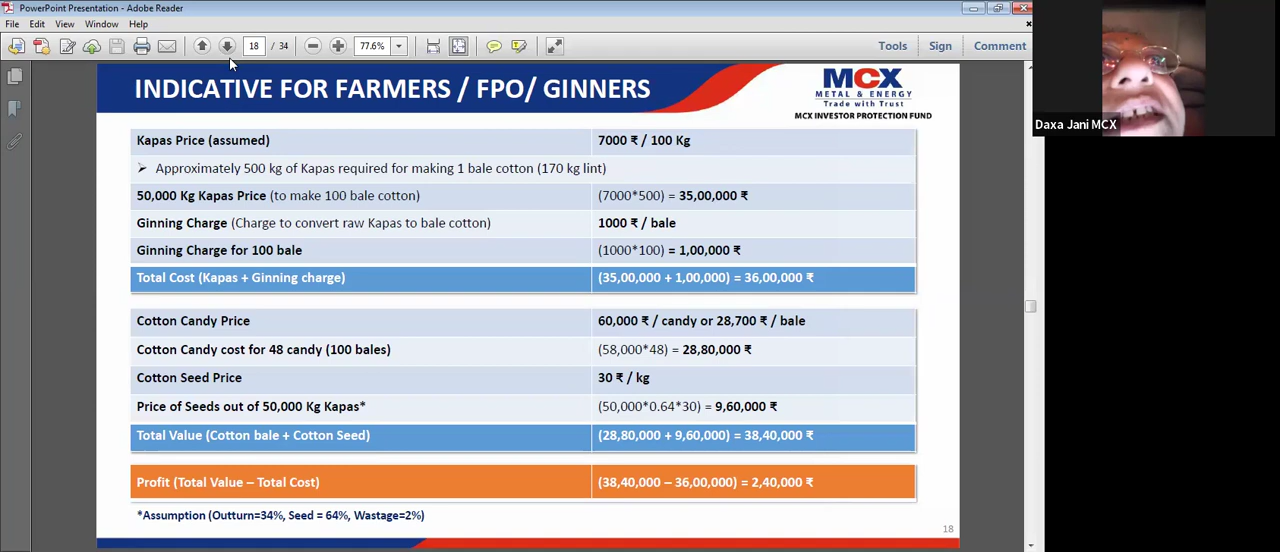 PowerPoint Presentation - Adobe Reader
File Edit View Window Help
18 / 34 77.6% Tools Sign Comment
INDICATIVE FOR FARMERS / FPO/ GINNERS
MCX
METAL & ENERGY
Trade with Trust
MCX INVESTOR PROTECTION FUND
Daxa Jani MCX
Kapas Price (assumed) 7000 ₹ / 100 Kg
Approximately 500 kg of Kapas required for making 1 bale cotton (170 kg lint)
50,000 Kg Kapas Price (to make 100 bale cotton) (7000*500) = 35,00,000 ₹
Ginning Charge (Charge to convert raw Kapas to bale cotton) 1000 ₹ / bale
Ginning Charge for 100 bale (1000*100) = 1,00,000 ₹
Total Cost (Kapas + Ginning charge) (35,00,000 + 1,00,000) = 36,00,000 ₹
Cotton Candy Price 60,000 ₹ / candy or 28,700 ₹ / bale
Cotton Candy cost for 48 candy (100 bales) (58,000*48) = 28,80,000 ₹
Cotton Seed Price 30 ₹ / kg
Price of Seeds out of 50,000 Kg Kapas* (50,000*0.64*30) = 9,60,000 ₹
Total Value (Cotton bale + Cotton Seed) (28,80,000 + 9,60,000) = 38,40,000 ₹
Profit (Total Value – Total Cost) (38,40,000 – 36,00,000) = 2,40,000 ₹
*Assumption (Outturn=34%, Seed = 64%, Wastage=2%)
18